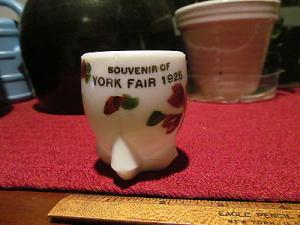 SOUVENIR OF
YORK FAIR 1925
EAGLE PENCIL